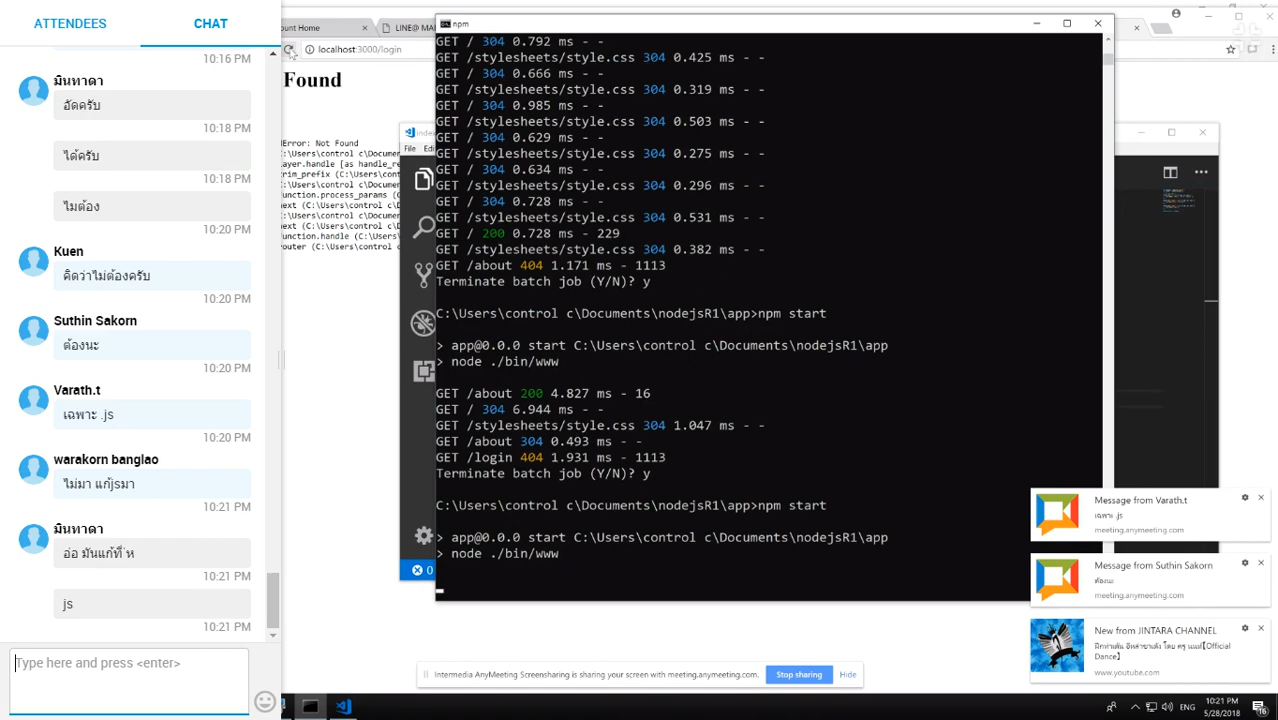 ATTENDEES
CHAT
10:16 PM
มินทาดา
อัดครับ
10:18 PM
ได้ครับ
10:18 PM
ไมต้อง
10:20 PM
Kuen
คิดว่าไม่ต้องครับ
10:20 PM
Suthin Sakorn
ต้องนะ
10:20 PM
Varath.t
เฉพาะ .js
10:20 PM
warakorn banglao
ไม่มา แก้jsมา
10:21 PM
มินทาดา
อ่อ มันแก้ที่ ห
10:21 PM
js
10:21 PM
Type here and press <enter>
ount Home
LINE@ MA
localhost:3000/login
Found
Error: Not Found
npm
GET / 304 0.792 ms - -
GET /stylesheets/style.css 304 0.425 ms - -
GET / 304 0.666 ms - -
GET /stylesheets/style.css 304 0.319 ms - -
GET / 304 0.985 ms - -
GET /stylesheets/style.css 304 0.503 ms - -
GET / 304 0.629 ms - -
GET /stylesheets/style.css 304 0.275 ms - -
GET / 304 0.634 ms - -
GET /stylesheets/style.css 304 0.296 ms - -
GET / 304 0.728 ms - -
GET /stylesheets/style.css 304 0.531 ms - -
GET / 200 0.728 ms - 229
GET /stylesheets/style.css 304 0.382 ms - -
GET /about 404 1.171 ms - 1113
Terminate batch job (Y/N)? y
C:\Users\control c\Documents\nodejsR1\app>npm start
> app@0.0.0 start C:\Users\control c\Documents\nodejsR1\app
> node ./bin/www
GET /about 200 4.827 ms - 16
GET / 304 6.944 ms - -
GET /stylesheets/style.css 304 1.047 ms - -
GET /about 304 0.493 ms - -
GET /login 404 1.931 ms - 1113
Terminate batch job (Y/N)? y
C:\Users\control c\Documents\nodejsR1\app>npm start
> app@0.0.0 start C:\Users\control c\Documents\nodejsR1\app
> node ./bin/www
File
0
Message from Varath.t
เฉพาะ .js
meeting.anymeeting.com
Message from Suthin Sakorn
ต้องนะ
meeting.anymeeting.com
New from JINTARA CHANNEL
Dance】
www.youtube.com
Intermedia AnyMeeting Screensharing is sharing your screen with meeting.anymeeting.com.
Stop sharing
Hide
ENG
10:21 PM
5/28/2018
16